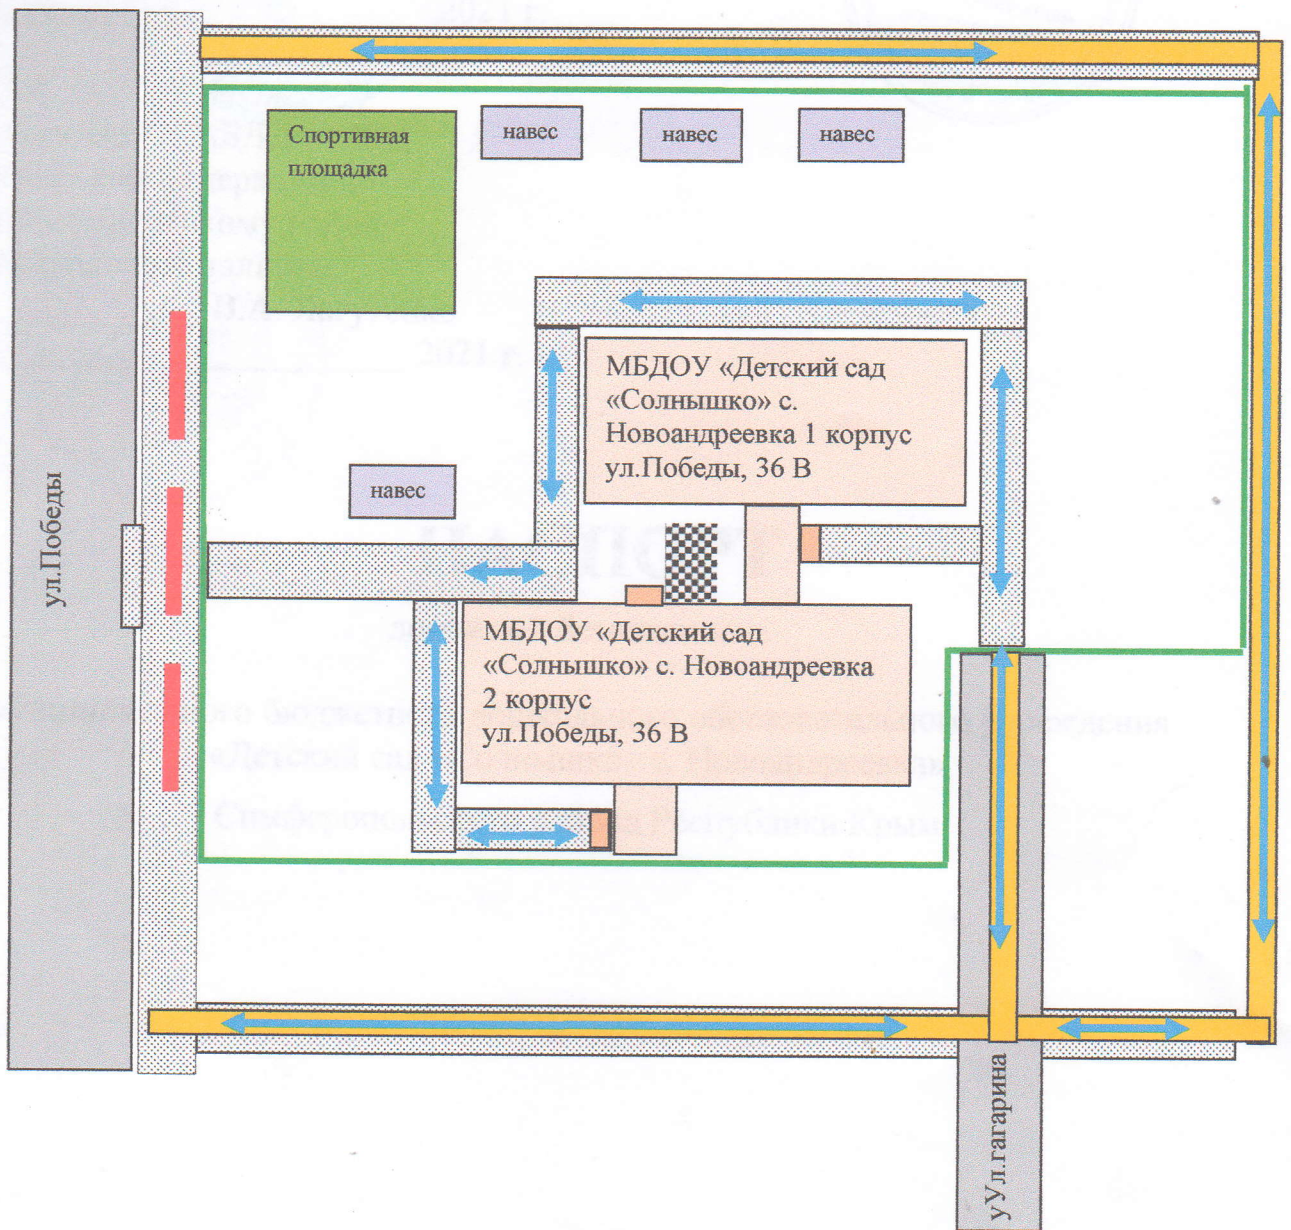 Спортивная
площадка
навес
навес
навес
МБДОУ «Детский сад
«Солнышко» с.
Новоандреевка 1 корпус
ул.Победы, 36 В
навес
ул.Победы
МБДОУ «Детский сад
«Солнышко» с. Новоандреевка
2 корпус
ул.Победы, 36 В
уУл.гагарина